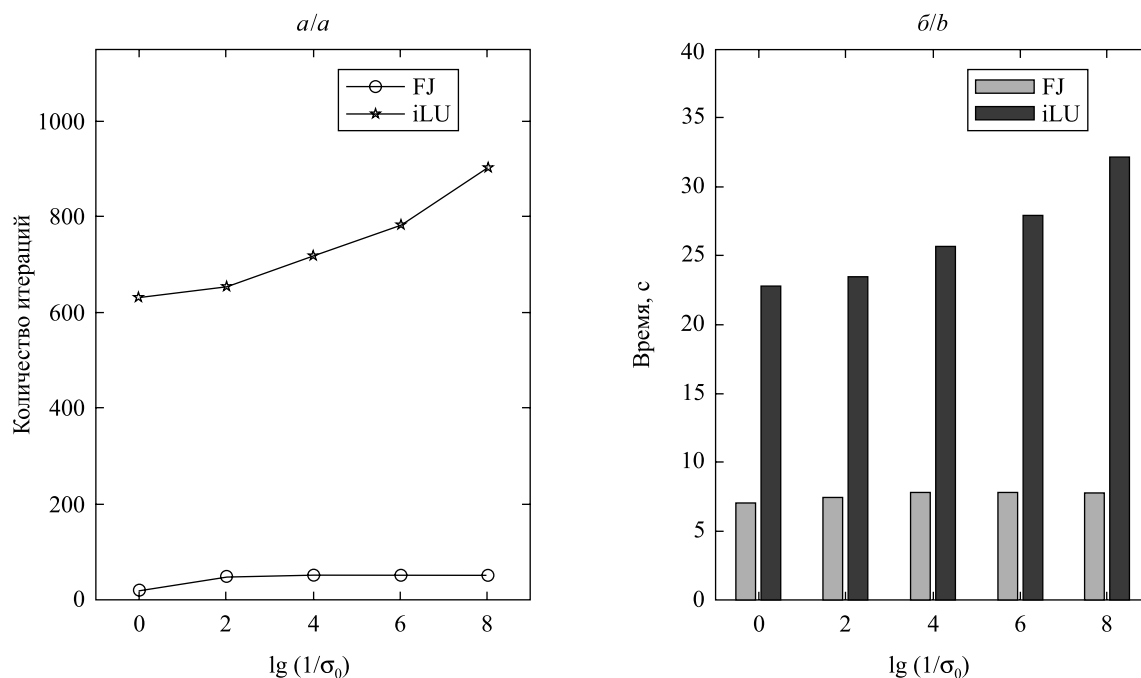 а/a
FJ
iLU
1000
800
600
400
200
0
Количество итераций
0 2 4 6 8
lg (1/σ₀)
б/b
FJ
iLU
40
35
30
25
20
15
10
5
0
Время, с
0 2 4 6 8
lg (1/σ₀)